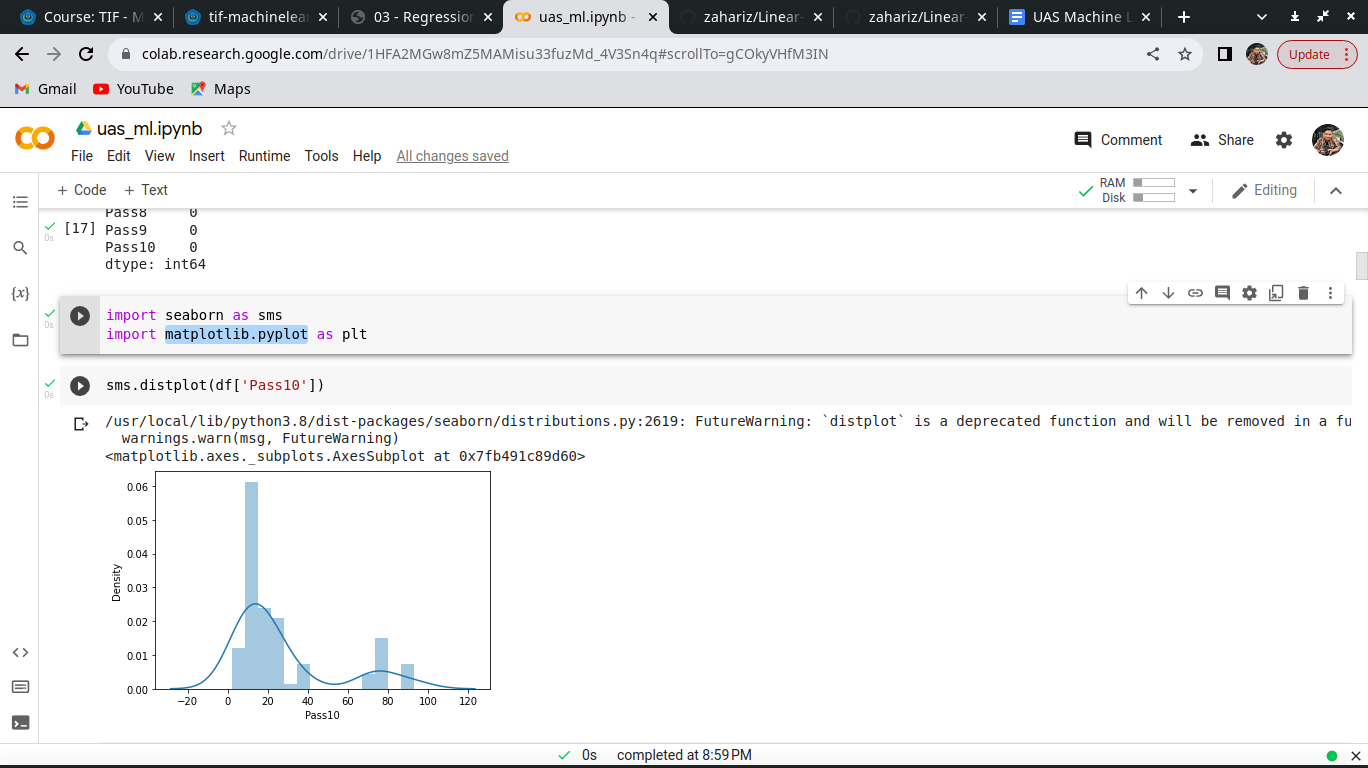 Course: TIF - M
tif-machinelear
03 - Regression
uas_ml.ipynb -
zahariz/Linear-
zahariz/Linear-
UAS Machine L
colab.research.google.com/drive/1HFA2MGw8mZ5MAMisu33fuzMd_4V3Sn4q#scrollTo=gCOkyVHfM3IN
Update
Gmail YouTube Maps
uas_ml.ipynb
Comment Share
File Edit View Insert Runtime Tools Help All changes saved
+ Code + Text
RAM
Disk
Editing
Pass8 0
[17] Pass9 0
0s
Pass10 0
dtype: int64
{x}
import seaborn as sms
0s
import matplotlib.pyplot as plt
sms.distplot(df['Pass10'])
0s
/usr/local/lib/python3.8/dist-packages/seaborn/distributions.py:2619: FutureWarning: `distplot` is a deprecated function and will be removed in a fu
warnings.warn(msg, FutureWarning)
<matplotlib.axes._subplots.AxesSubplot at 0x7fb491c89d60>
0.06
0.05
0.04
0.03
0.02
0.01
0.00
Density
−20 0 20 40 60 80 100 120
Pass10
0s completed at 8:59 PM